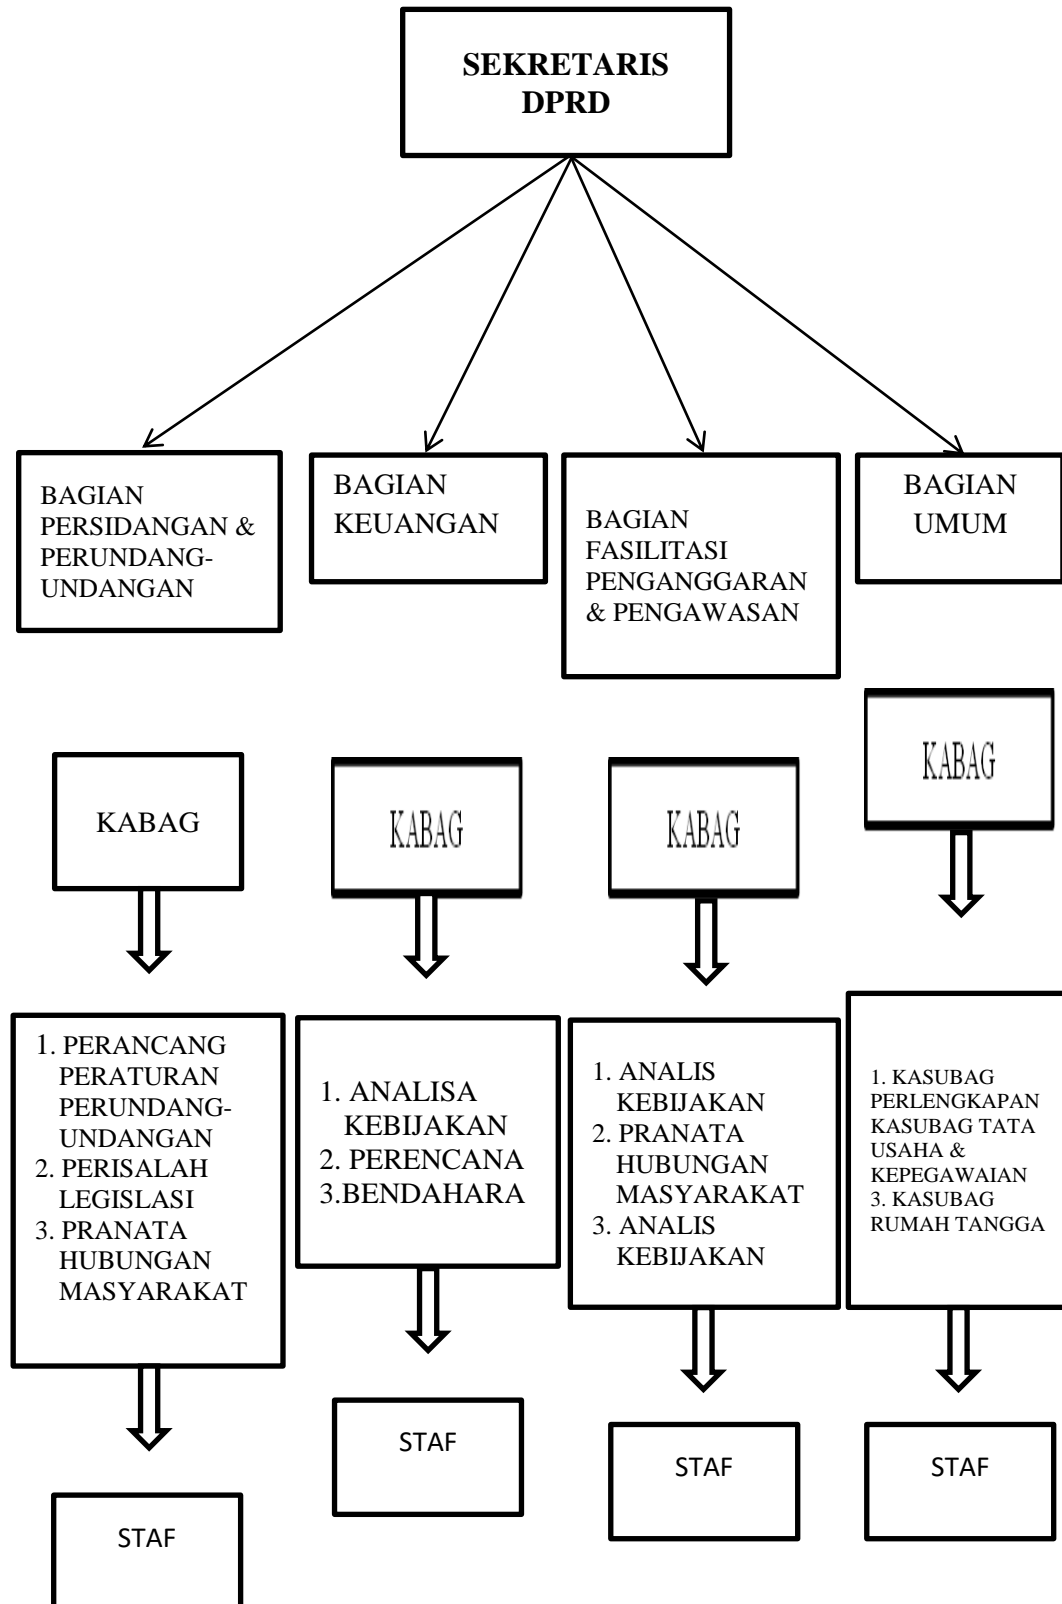 SEKRETARIS
DPRD
BAGIAN
PERSIDANGAN &
PERUNDANG-
UNDANGAN
BAGIAN
KEUANGAN
BAGIAN
FASILITASI
PENGANGGARAN
& PENGAWASAN
BAGIAN
UMUM
KABAG
KABAG
KABAG
KABAG
1. PERANCANG
PERATURAN
PERUNDANG-
UNDANGAN
2. PERISALAH
LEGISLASI
3. PRANATA
HUBUNGAN
MASYARAKAT
1. ANALISA
KEBIJAKAN
2. PERENCANA
3.BENDAHARA
1. ANALIS
KEBIJAKAN
2. PRANATA
HUBUNGAN
MASYARAKAT
3. ANALIS
KEBIJAKAN
1. KASUBAG
PERLENGKAPAN
KASUBAG TATA
USAHA &
KEPEGAWAIAN
3. KASUBAG
RUMAH TANGGA
STAF
STAF
STAF
STAF